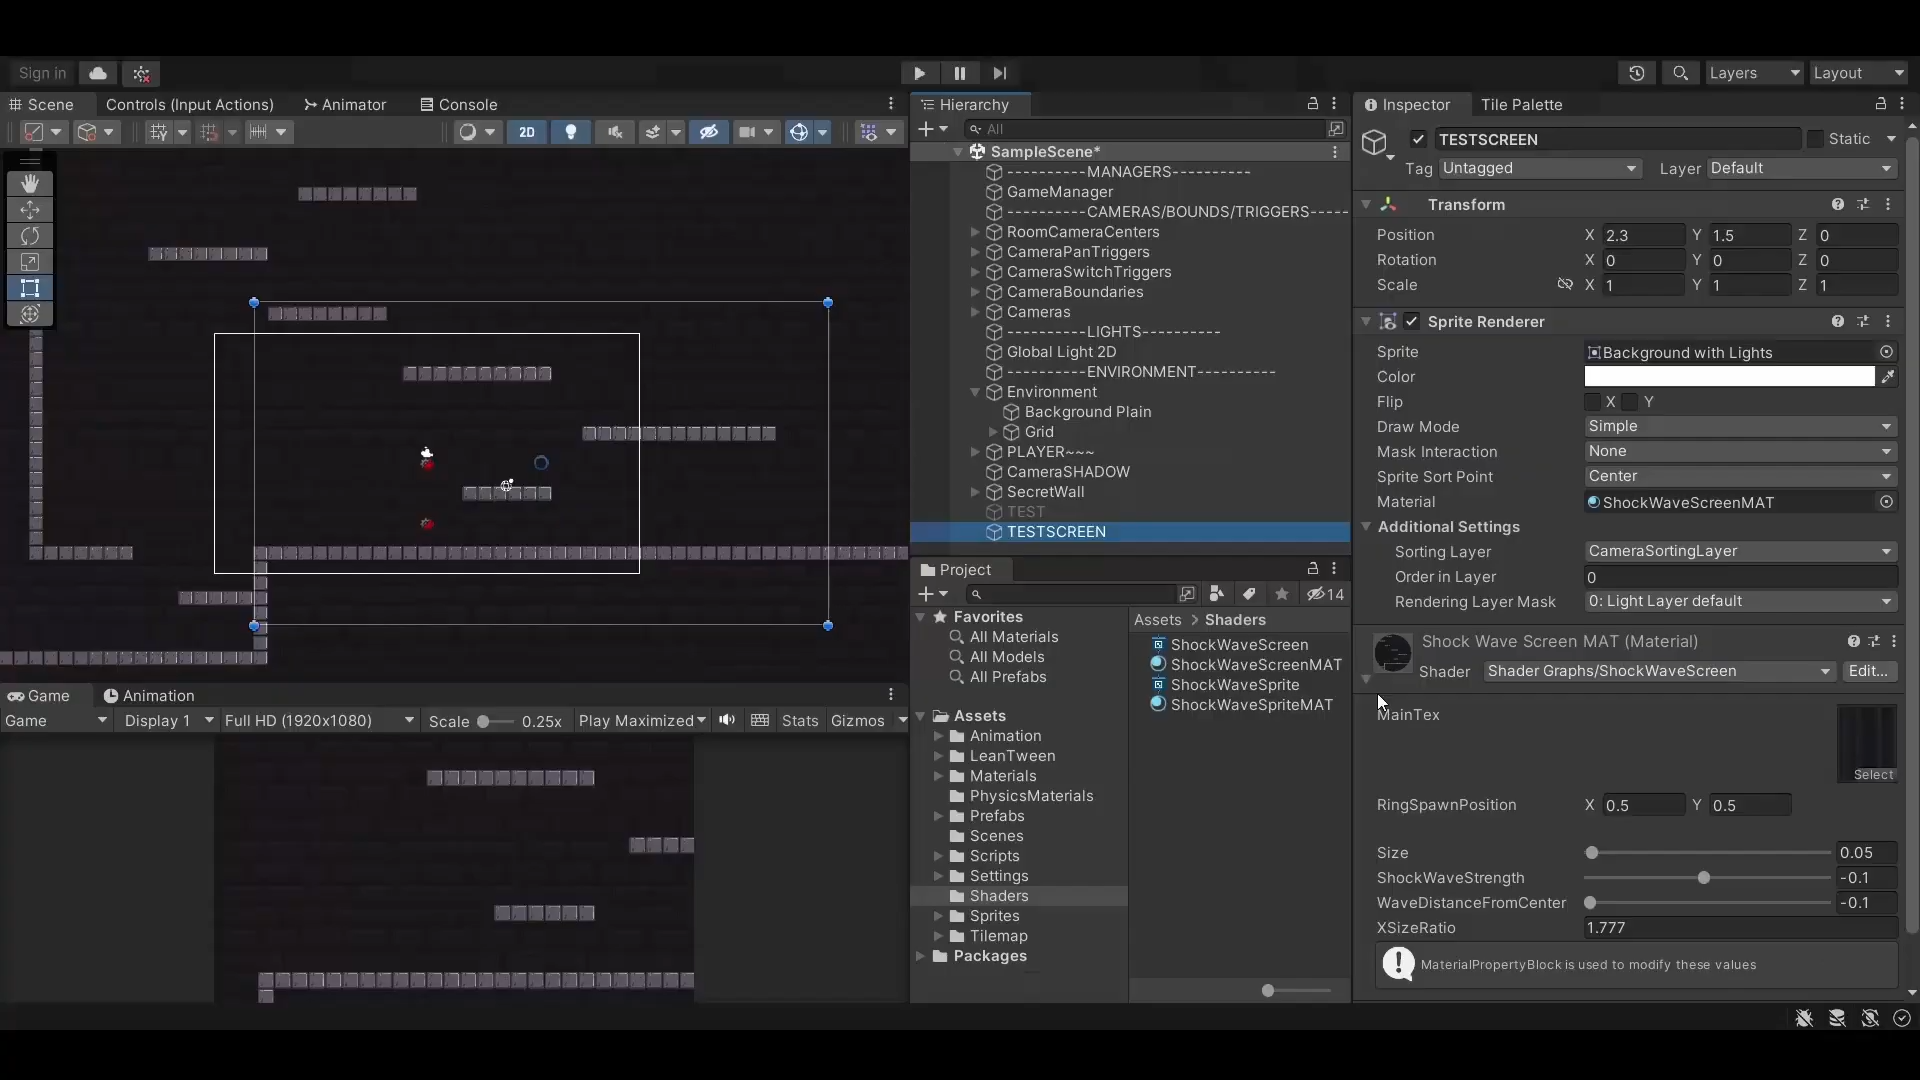 Sign in
Layers
Layout
Scene
Controls (Input Actions)
Animator
Console
2D
Hierarchy
All
SampleScene*
----------MANAGERS----------
GameManager
----------CAMERAS/BOUNDS/TRIGGERS-----
RoomCameraCenters
CameraPanTriggers
CameraSwitchTriggers
CameraBoundaries
Cameras
----------LIGHTS----------
Global Light 2D
----------ENVIRONMENT----------
Environment
Background Plain
Grid
PLAYER~~~
CameraSHADOW
SecretWall
TEST
TESTSCREEN
Inspector
Tile Palette
TESTSCREEN
Static
Tag Untagged
Layer Default
Transform
Position X 2.3 Y 1.5 Z 0
Rotation X 0 Y 0 Z 0
Scale X 1 Y 1 Z 1
Sprite Renderer
Sprite Background with Lights
Color
Flip X Y
Draw Mode Simple
Mask Interaction None
Sprite Sort Point Center
Material ShockWaveScreenMAT
Additional Settings
Sorting Layer CameraSortingLayer
Order in Layer 0
Rendering Layer Mask 0: Light Layer default
Shock Wave Screen MAT (Material)
Shader Shader Graphs/ShockWaveScreen Edit...
MainTex
Select
RingSpawnPosition X 0.5 Y 0.5
Size 0.05
ShockWaveStrength -0.1
WaveDistanceFromCenter -0.1
XSizeRatio 1.777
MaterialPropertyBlock is used to modify these values
Project
14
Favorites
All Materials
All Models
All Prefabs
Assets
Animation
LeanTween
Materials
PhysicsMaterials
Prefabs
Scenes
Scripts
Settings
Shaders
Sprites
Tilemap
Packages
Assets > Shaders
ShockWaveScreen
ShockWaveScreenMAT
ShockWaveSprite
ShockWaveSpriteMAT
Game
Animation
Game
Display 1
Full HD (1920x1080)
Scale 0.25x
Play Maximized
Stats
Gizmos